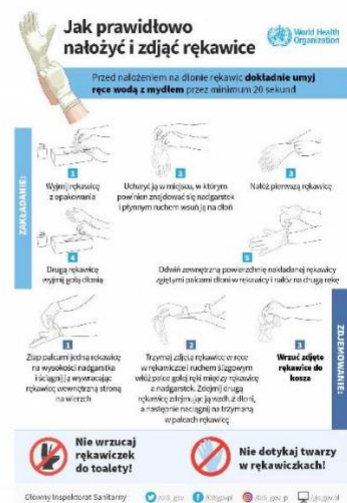 Jak prawidłowo
nałożyć i zdjąć rękawice
World Health
Organization
Przed nałożeniem na dłonie rękawic dokładnie umyj
ręce wodą z mydłem przez minimum 20 sekund
ZAKŁADANIE:
1
Wyjmij rękawicę
z opakowania
2
Uchwyć ją w miejscu, w którym
powinien znajdować się nadgarstek
i płynnym ruchem wsuń ją na dłoń
3
Nałóż pierwszą rękawicę
4
Drugą rękawicę
wyjmij gołą dłonią
5
Odwiń zewnętrzną powierzchnię nakładanej rękawicy
zgiętymi palcami dłoni w rękawicy i nałóż na drugą rękę
ZDEJMOWANIE:
1
Złap palcami jedną rękawicę
na wysokości nadgarstka
i ściągnij ją wywracając
rękawicę wewnętrzną stroną
na wierzch
2
Trzymaj zdjętą rękawicę w ręce
w rękawiczce i ruchem ślizgowym
włóż palce gołej ręki między rękawicę
a nadgarstek. Zdejmij drugą
rękawicę zdejmując ją wzdłuż dłoni,
a następnie naciągnij na trzymaną
w palcach rękawicę
3
Wrzuć zdjęte
rękawice do
kosza
Nie wrzucaj
rękawiczek
do toalety!
Nie dotykaj twarzy
w rękawiczkach!
Główny Inspektorat Sanitarny